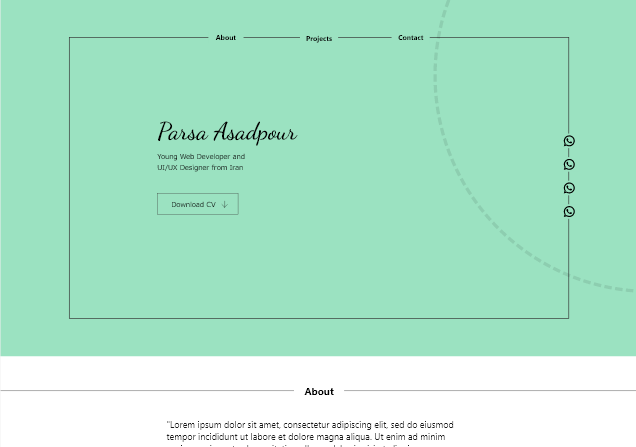 About Projects Contact
Parsa Asadpour
Young Web Developer and
UI/UX Designer from Iran
Download CV
About
"Lorem ipsum dolor sit amet, consectetur adipiscing elit, sed do eiusmod
tempor incididunt ut labore et dolore magna aliqua. Ut enim ad minim